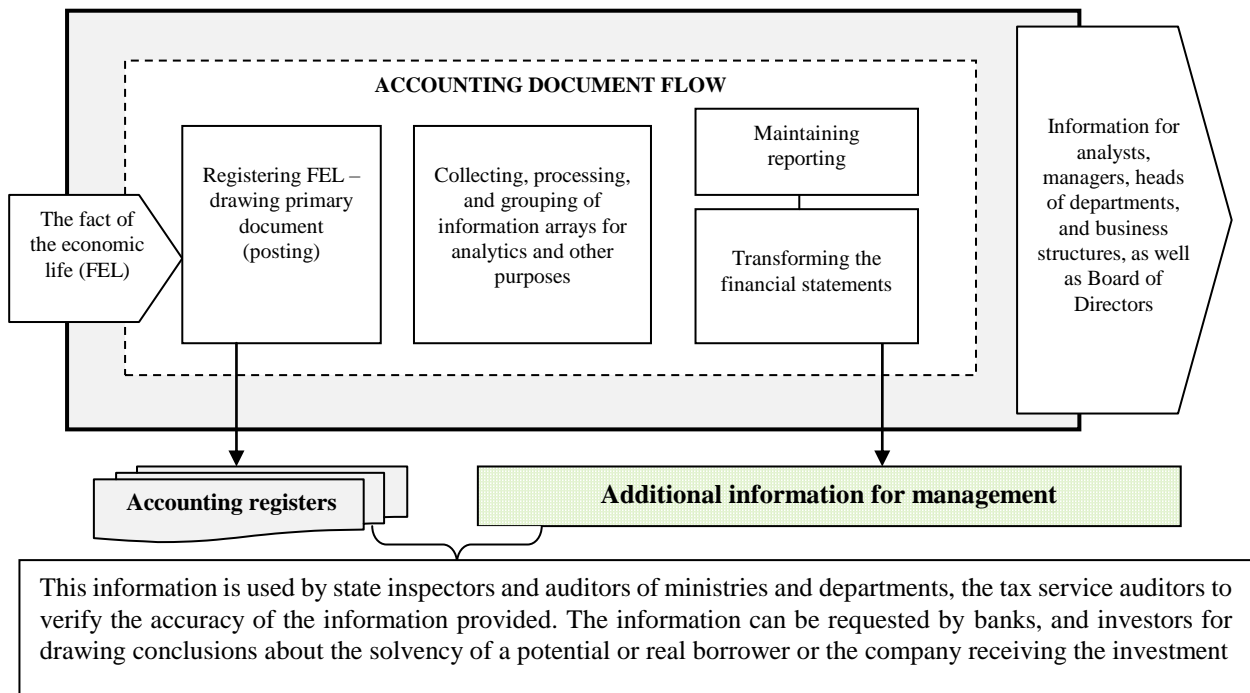 ACCOUNTING DOCUMENT FLOW
The fact of
the economic
life (FEL)
Registering FEL –
drawing primary
document
(posting)
Collecting, processing,
and grouping of
information arrays for
analytics and other
purposes
Maintaining
reporting
Transforming the
financial statements
Information for
analysts,
managers, heads
of departments,
and business
structures, as well
as Board of
Directors
Accounting registers
Additional information for management
This information is used by state inspectors and auditors of ministries and departments, the tax service auditors to
verify the accuracy of the information provided. The information can be requested by banks, and investors for
drawing conclusions about the solvency of a potential or real borrower or the company receiving the investment